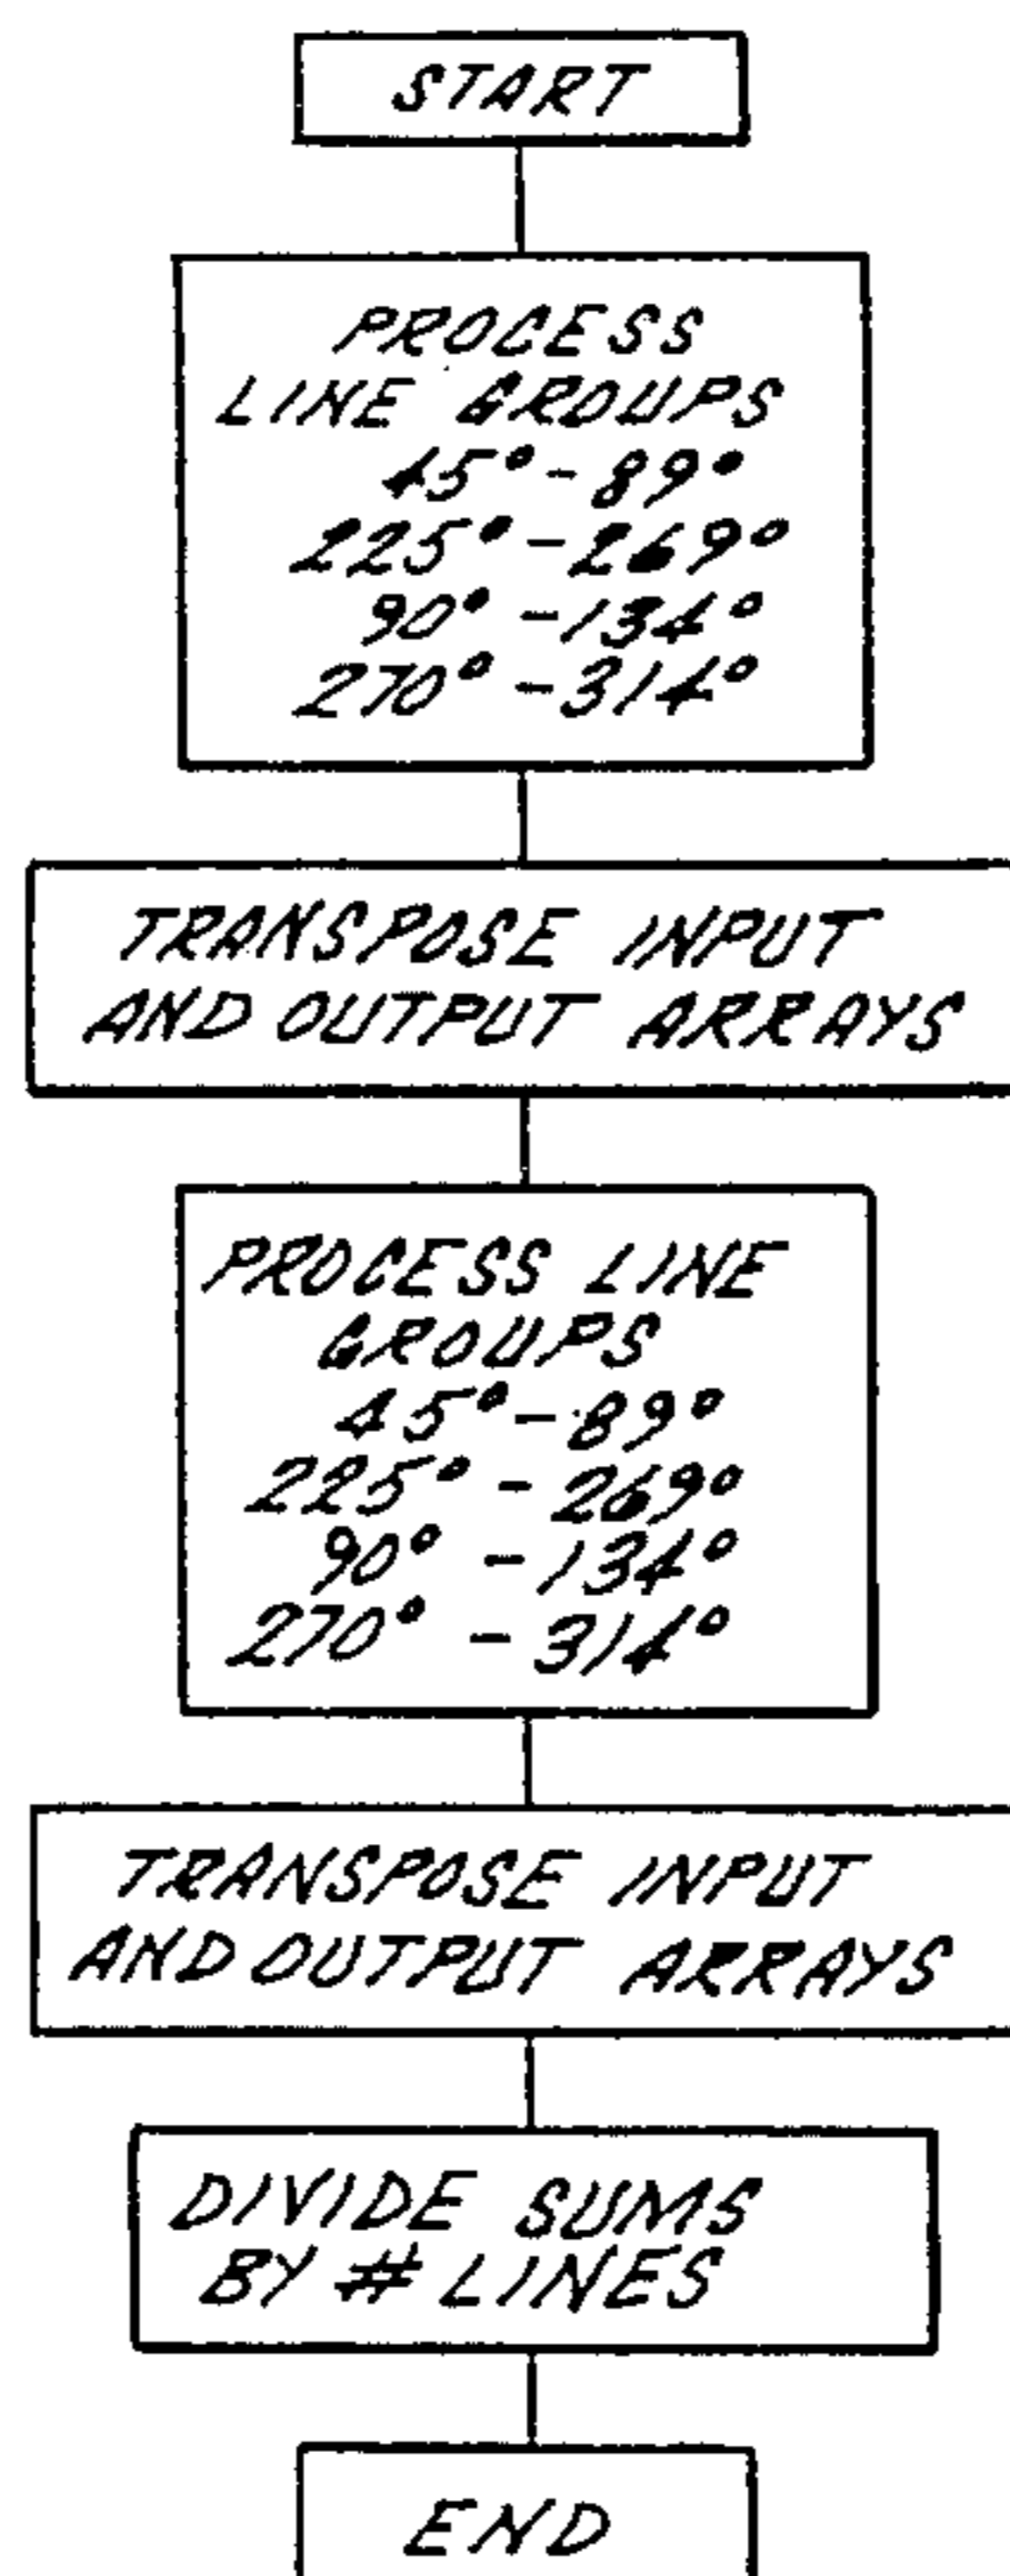 START
PROCESS
LINE GROUPS
45°-89°
225°-269°
90°-134°
270°-314°
TRANSPOSE INPUT
AND OUTPUT ARRAYS
PROCESS LINE
GROUPS
45°-89°
225°-269°
90°-134°
270°-314°
TRANSPOSE INPUT
AND OUTPUT ARRAYS
DIVIDE SUMS
BY # LINES
END